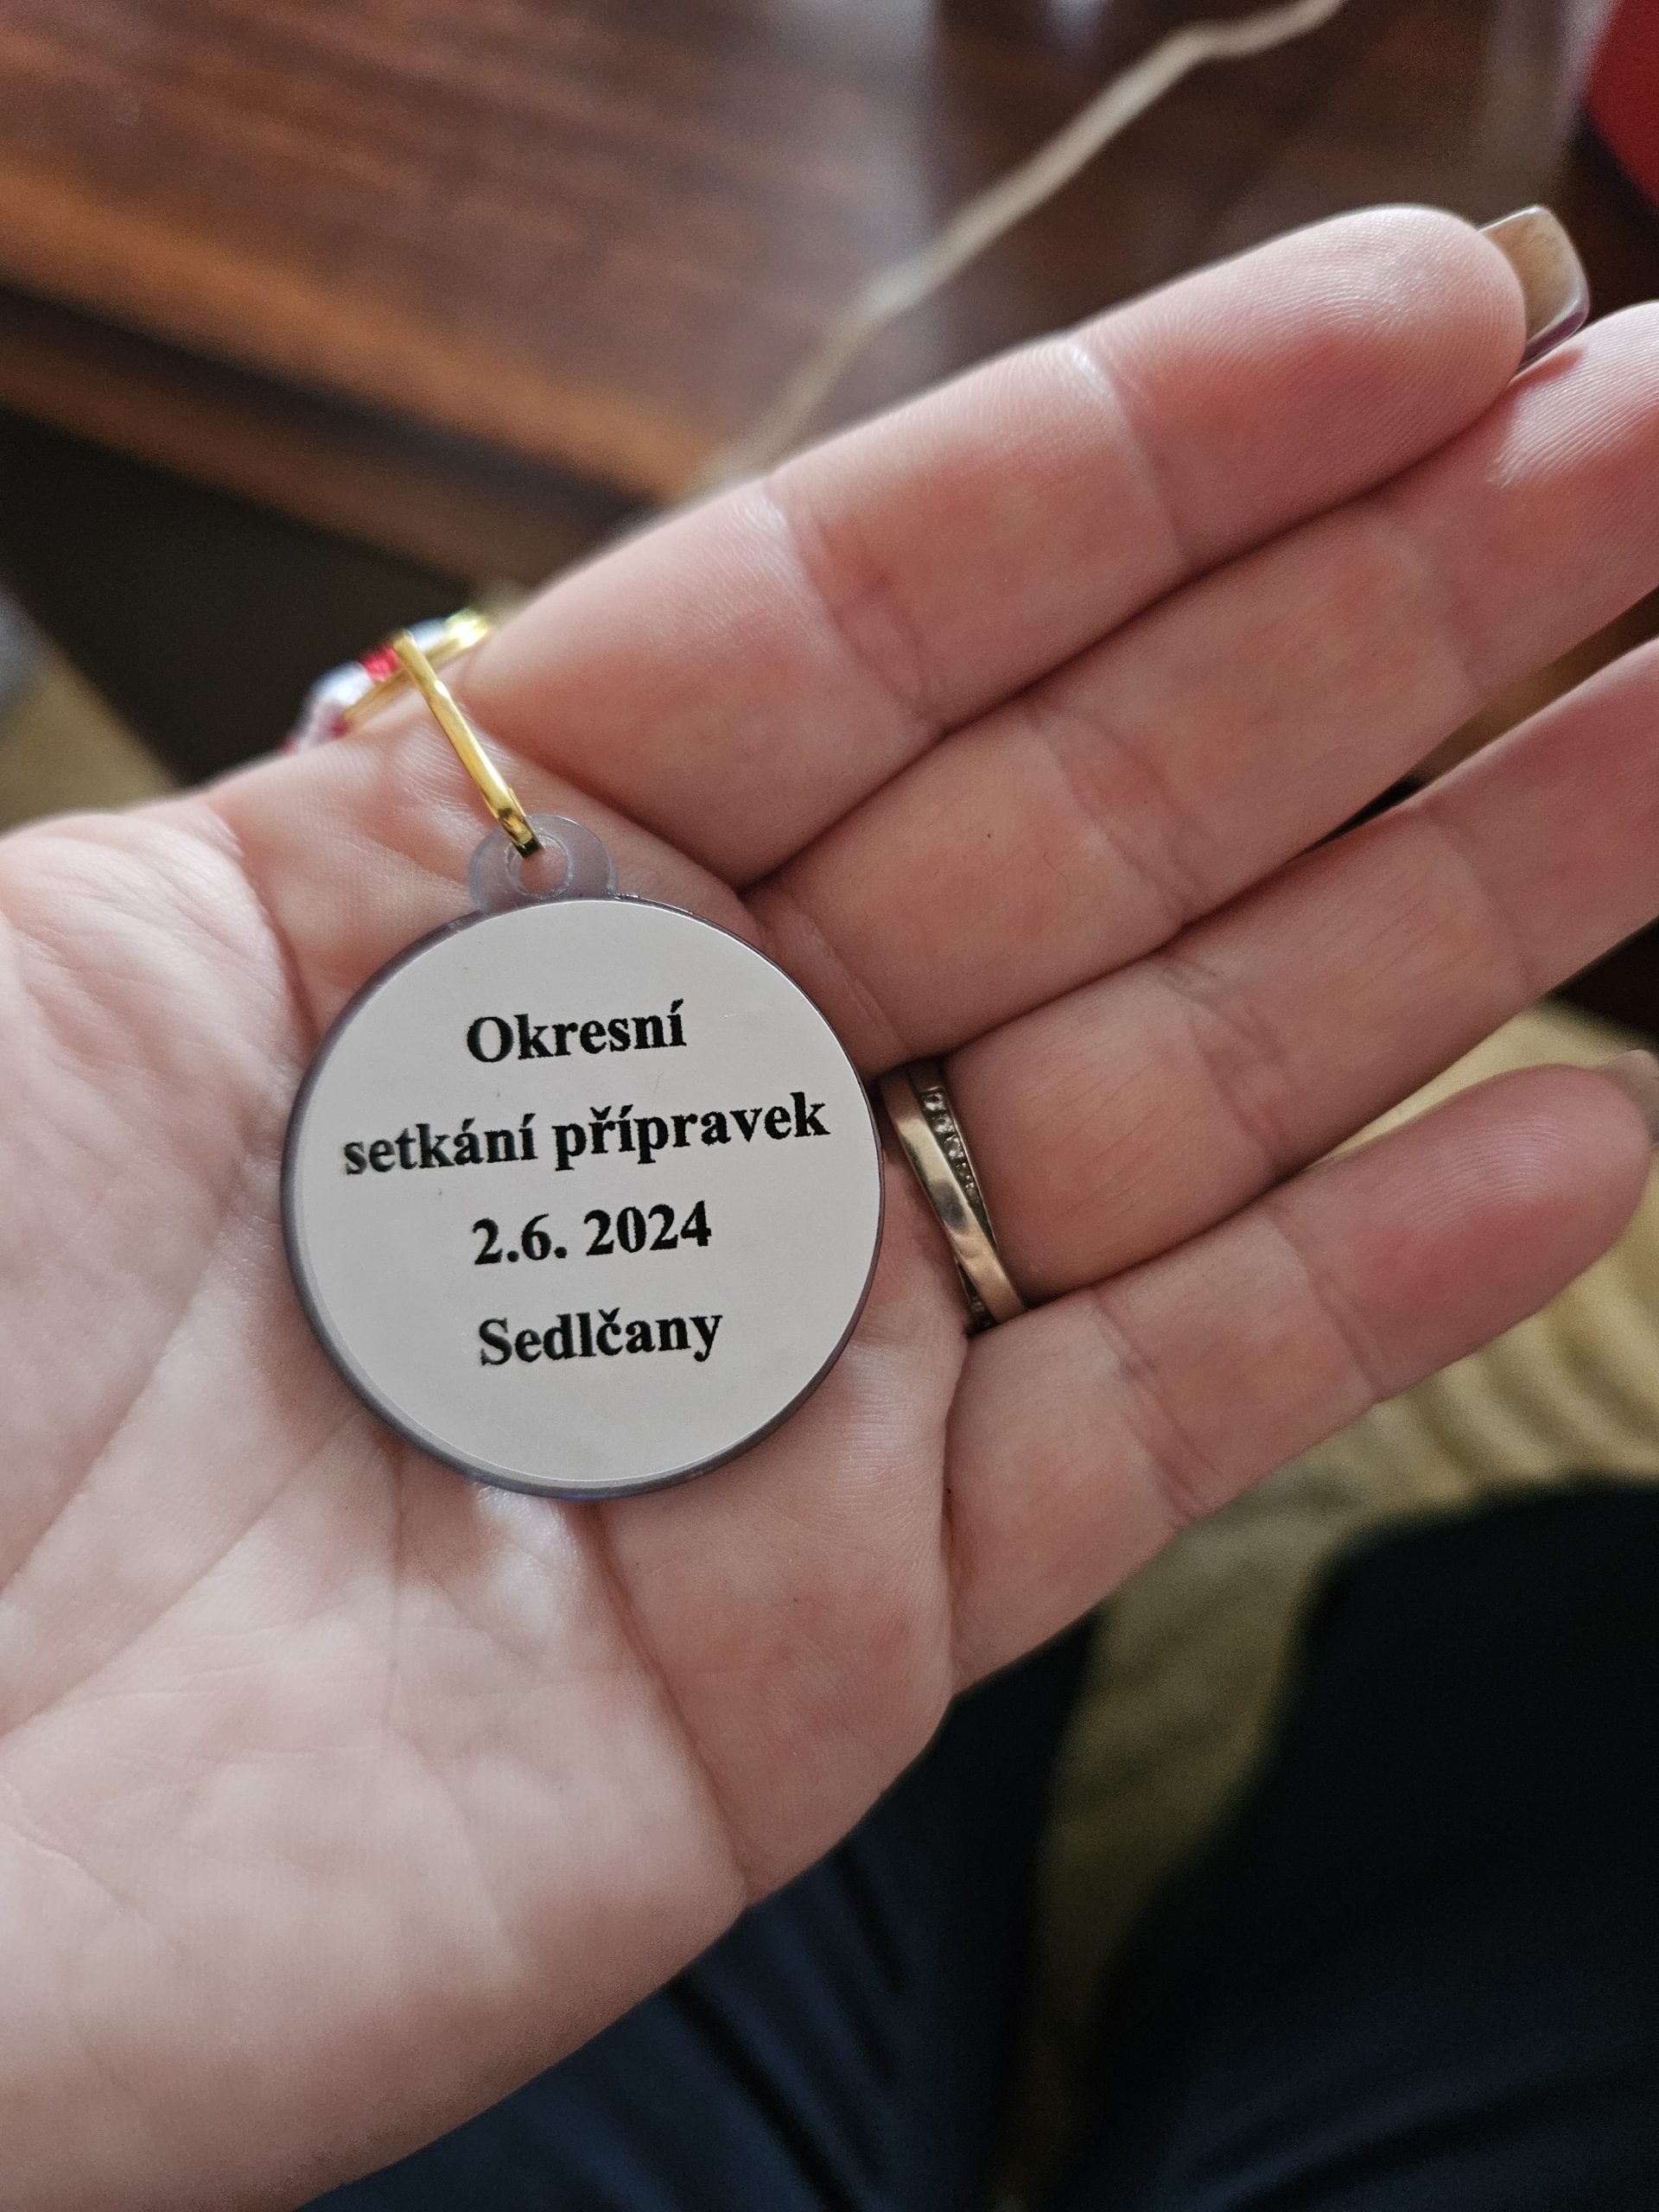 Okresní
setkání přípravek
2.6. 2024
Sedlčany